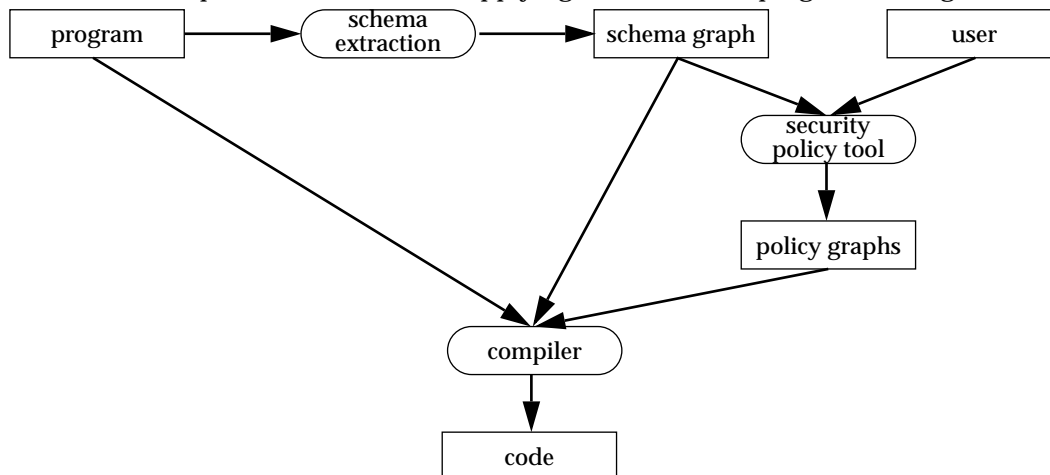 program
schema
extraction
schema graph
user
security
policy tool
policy graphs
compiler
code